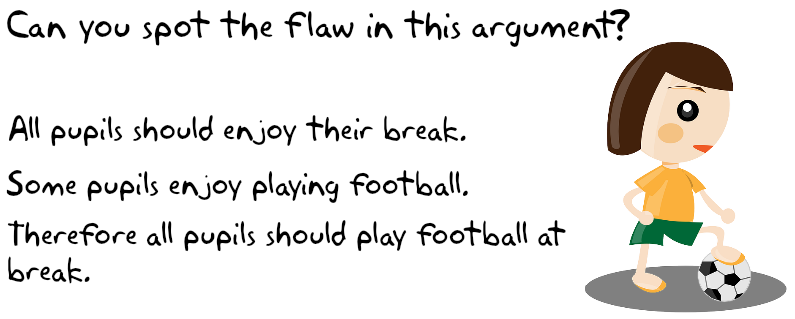 Can you spot the flaw in this argument?
All pupils should enjoy their break.
Some pupils enjoy playing football.
Therefore all pupils should play football at
break.